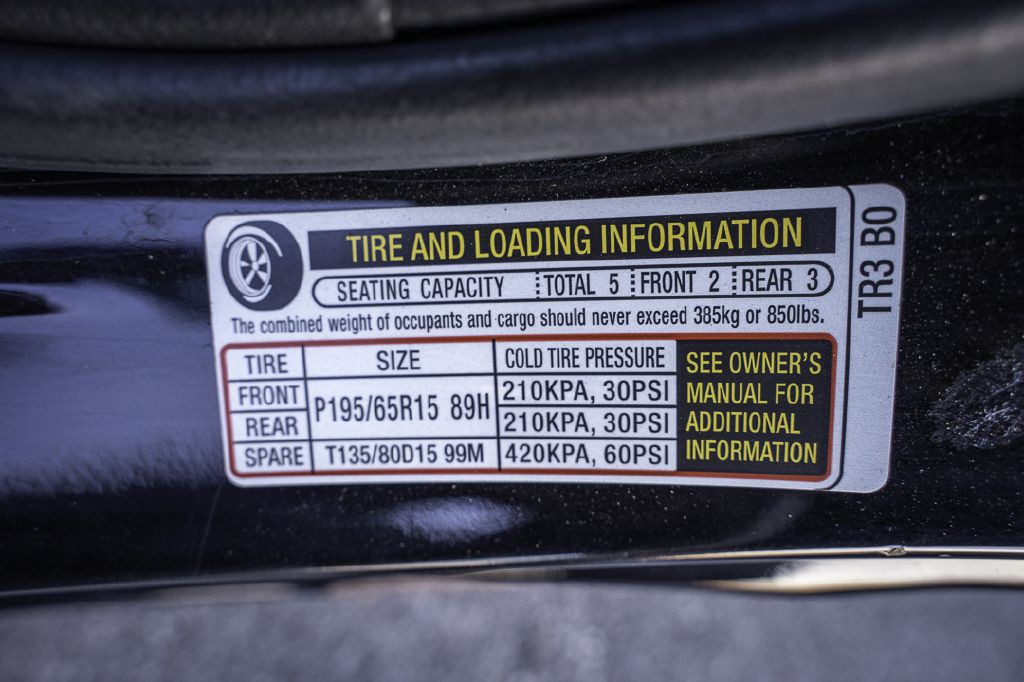 TIRE AND LOADING INFORMATION
SEATING CAPACITY TOTAL 5 FRONT 2 REAR 3
The combined weight of occupants and cargo should never exceed 385kg or 850lbs.
TIRE SIZE COLD TIRE PRESSURE
FRONT P195/65R15 89H 210KPA, 30PSI
REAR 210KPA, 30PSI
SPARE T135/80D15 99M 420KPA, 60PSI
SEE OWNER'S
MANUAL FOR
ADDITIONAL
INFORMATION
TR3 B0